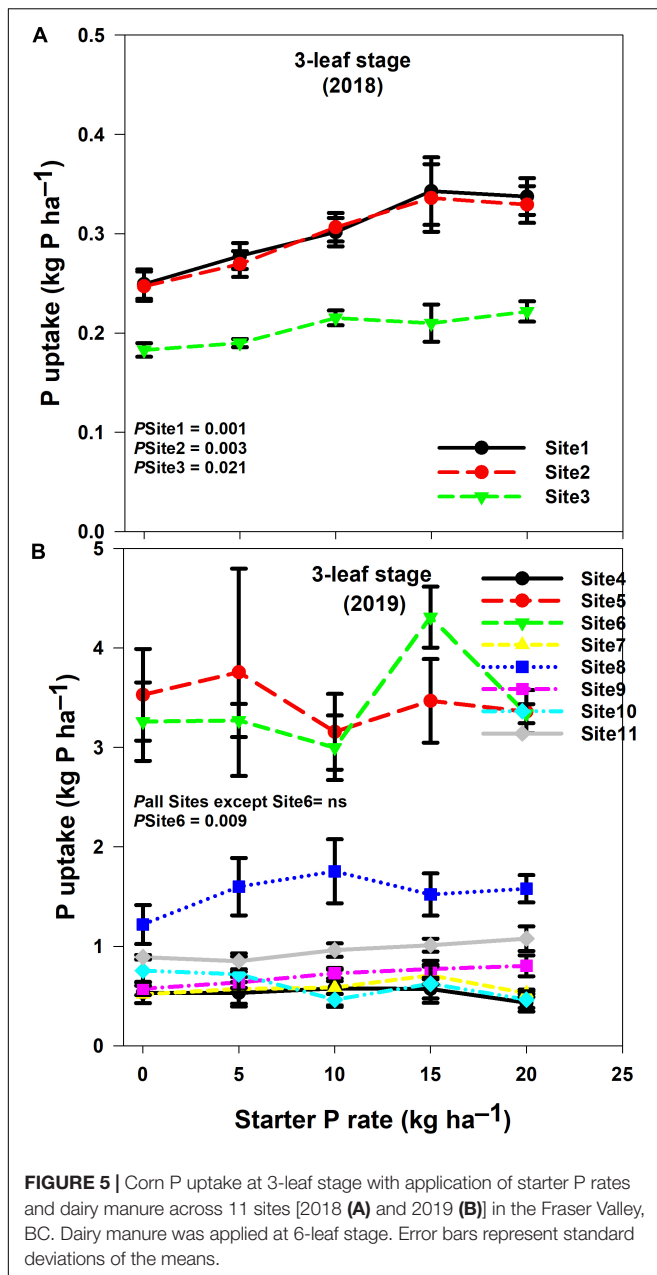 A
3-leaf stage
(2018)
0.5
0.4
0.3
0.2
0.1
0.0
P uptake (kg P ha⁻¹)
PSite1 = 0.001
PSite2 = 0.003
PSite3 = 0.021
Site1
Site2
Site3
B
3-leaf stage
(2019)
5
4
3
2
1
0
P uptake (kg P ha⁻¹)
Site4
Site5
Site6
Site7
Site8
Site9
Site10
Site11
Pall Sites except Site6= ns
PSite6 = 0.009
0 5 10 15 20 25
Starter P rate (kg ha⁻¹)
FIGURE 5 | Corn P uptake at 3-leaf stage with application of starter P rates
and dairy manure across 11 sites [2018 (A) and 2019 (B)] in the Fraser Valley,
BC. Dairy manure was applied at 6-leaf stage. Error bars represent standard
deviations of the means.